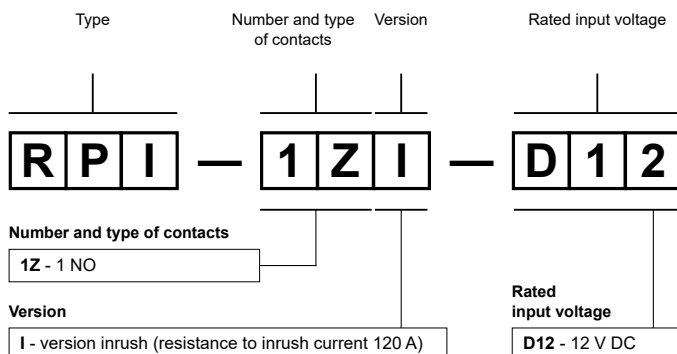 Type
Number and type
of contacts
Version
Rated input voltage
RPI — 1ZI — D12
Number and type of contacts
1Z - 1 NO
Version
I - version inrush (resistance to inrush current 120 A)
Rated
input voltage
D12 - 12 V DC